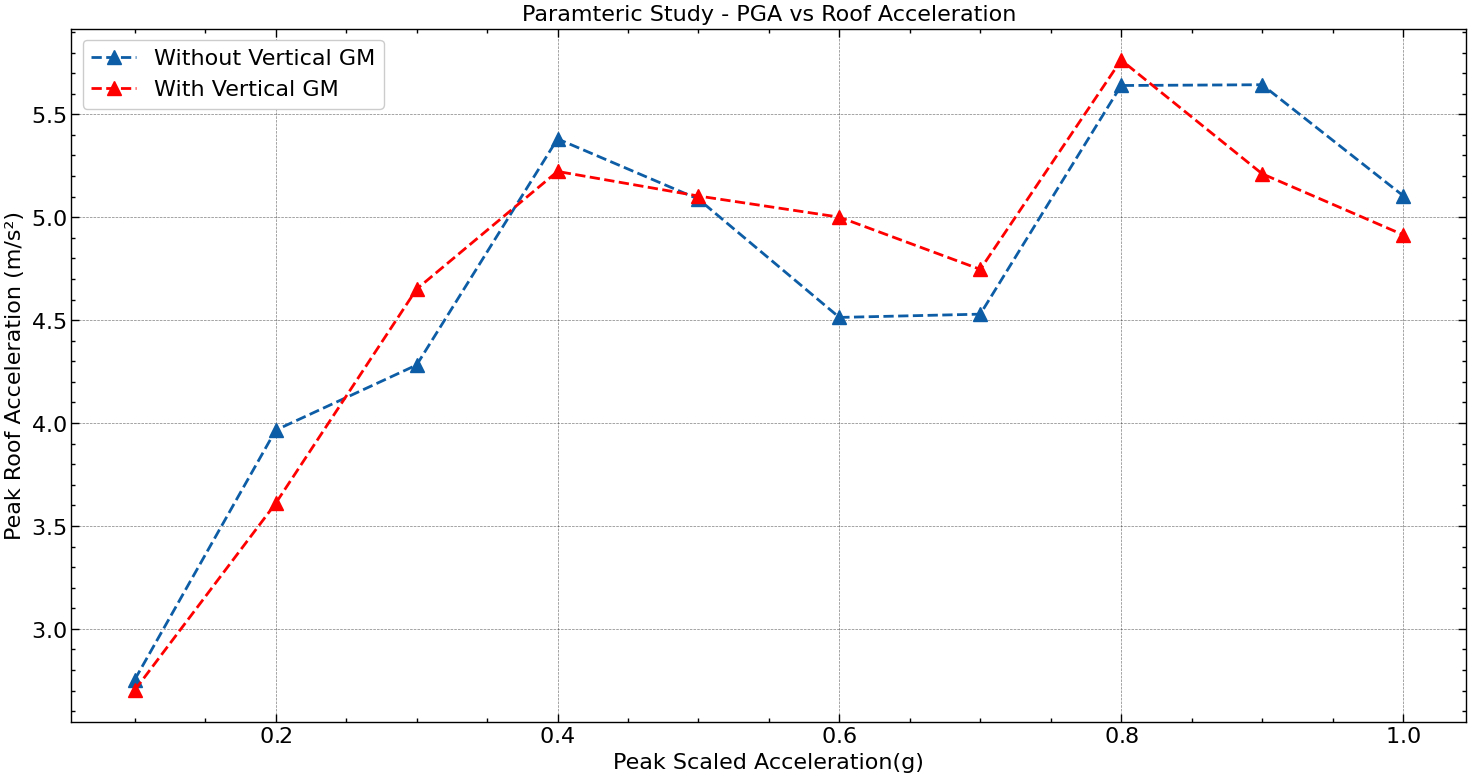 Paramteric Study - PGA vs Roof Acceleration
Without Vertical GM
With Vertical GM
Peak Roof Acceleration (m/s²)
5.5
5.0
4.5
4.0
3.5
3.0
0.2
0.4
0.6
0.8
1.0
Peak Scaled Acceleration(g)